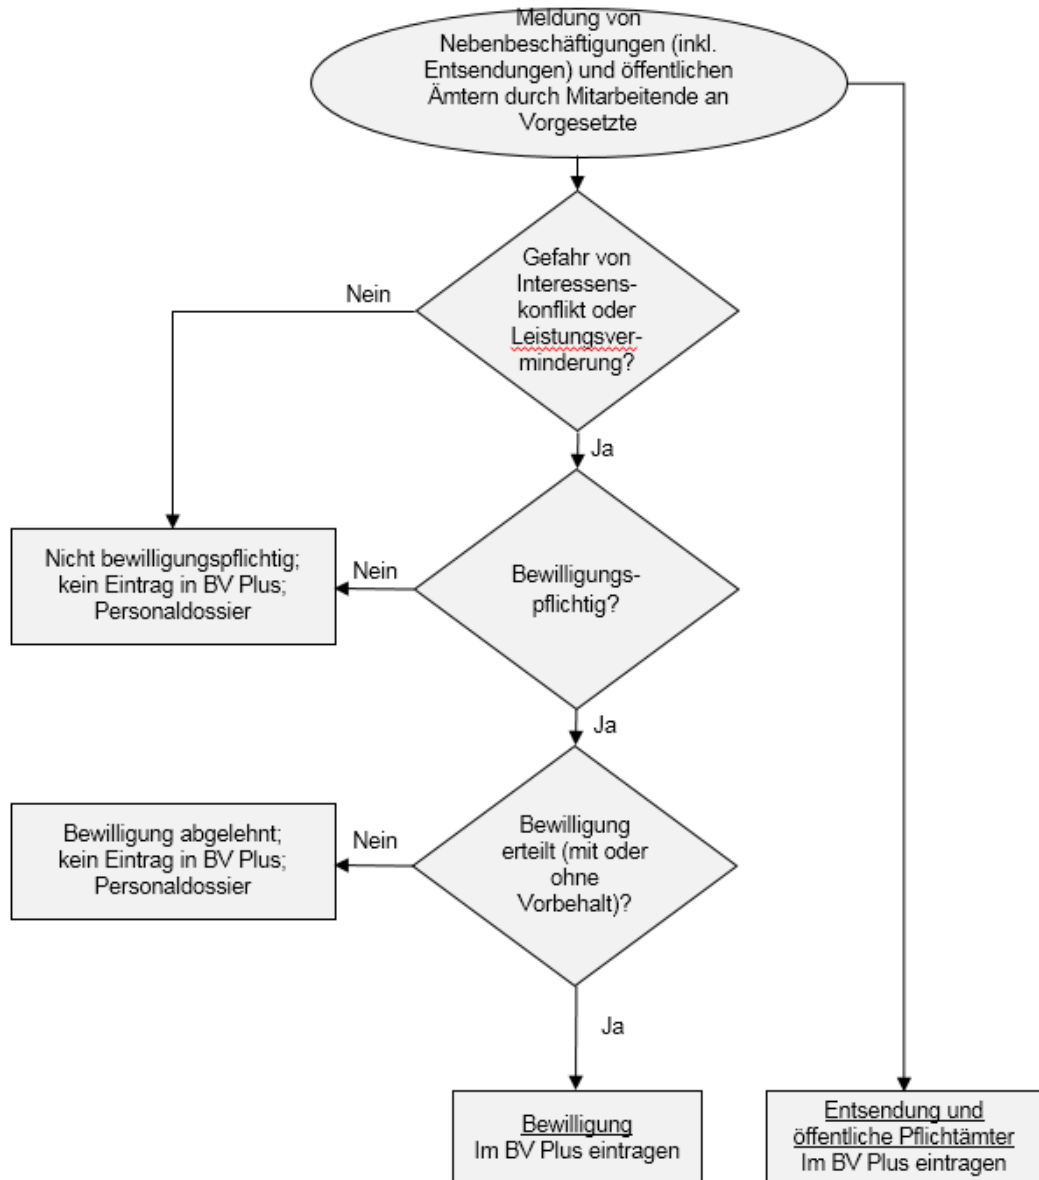 Meldung von
Nebenbeschäftigungen (inkl.
Entsendungen) und öffentlichen
Ämtern durch Mitarbeitende an
Vorgesetzte
Gefahr von
Interessens-
konflikt oder
Leistungsver-
minderung?
Nein
Ja
Nicht bewilligungspflichtig;
kein Eintrag in BV Plus;
Personaldossier
Nein
Bewilligungs-
pflichtig?
Ja
Bewilligung abgelehnt;
kein Eintrag in BV Plus;
Personaldossier
Nein
Bewilligung
erteilt (mit oder
ohne
Vorbehalt)?
Ja
Bewilligung
Im BV Plus eintragen
Entsendung und
öffentliche Pflichtämter
Im BV Plus eintragen